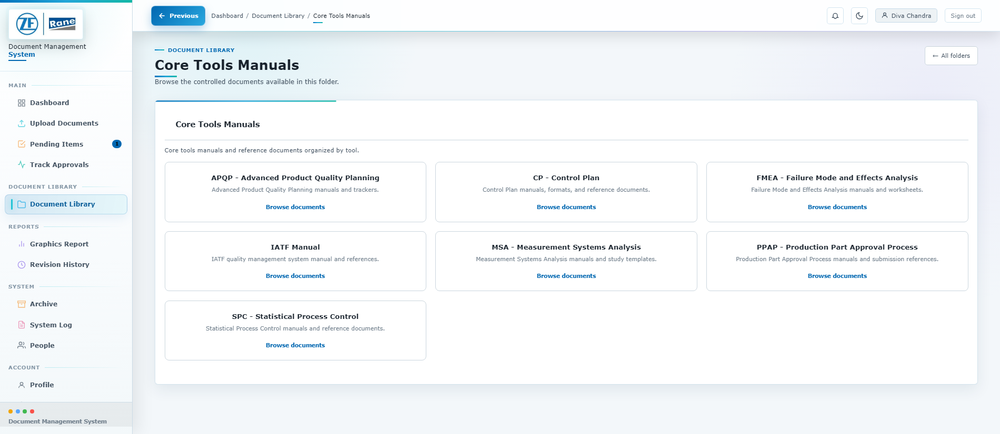 ZF Rane
Document Management
System
MAIN
Dashboard
Upload Documents
Pending Items 1
Track Approvals
DOCUMENT LIBRARY
Document Library
REPORTS
Graphics Report
Revision History
SYSTEM
Archive
System Log
People
ACCOUNT
Profile
Document Management System
← Previous Dashboard / Document Library / Core Tools Manuals
Diva Chandra Sign out
DOCUMENT LIBRARY
Core Tools Manuals
Browse the controlled documents available in this folder.
← All folders
Core Tools Manuals
Core tools manuals and reference documents organized by tool.
APQP - Advanced Product Quality Planning
Advanced Product Quality Planning manuals and trackers.
Browse documents
CP - Control Plan
Control Plan manuals, formats, and reference documents.
Browse documents
FMEA - Failure Mode and Effects Analysis
Failure Mode and Effects Analysis manuals and worksheets.
Browse documents
IATF Manual
IATF quality management system manual and references.
Browse documents
MSA - Measurement Systems Analysis
Measurement Systems Analysis manuals and study templates.
Browse documents
PPAP - Production Part Approval Process
Production Part Approval Process manuals and submission references.
Browse documents
SPC - Statistical Process Control
Statistical Process Control manuals and reference documents.
Browse documents